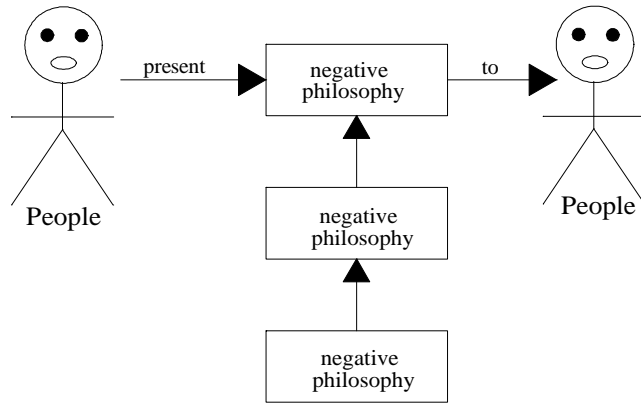 present
negative
philosophy
to
People
People
negative
philosophy
negative
philosophy